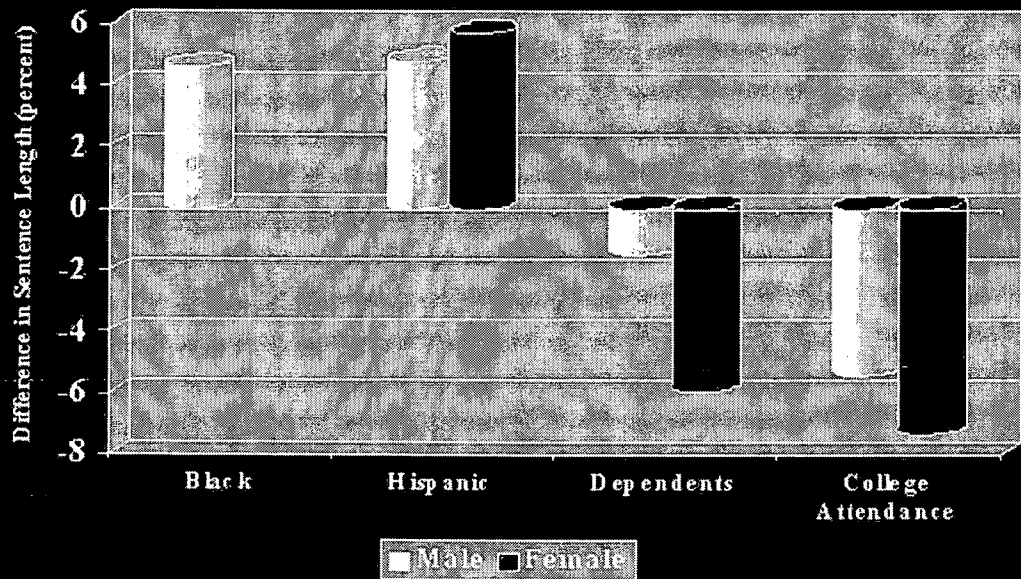 Difference in Sentence Length (percent)
6
4
2
0
-2
-4
-6
-8
Black
Hispanic
Dependents
College
Attendance
Male
Female